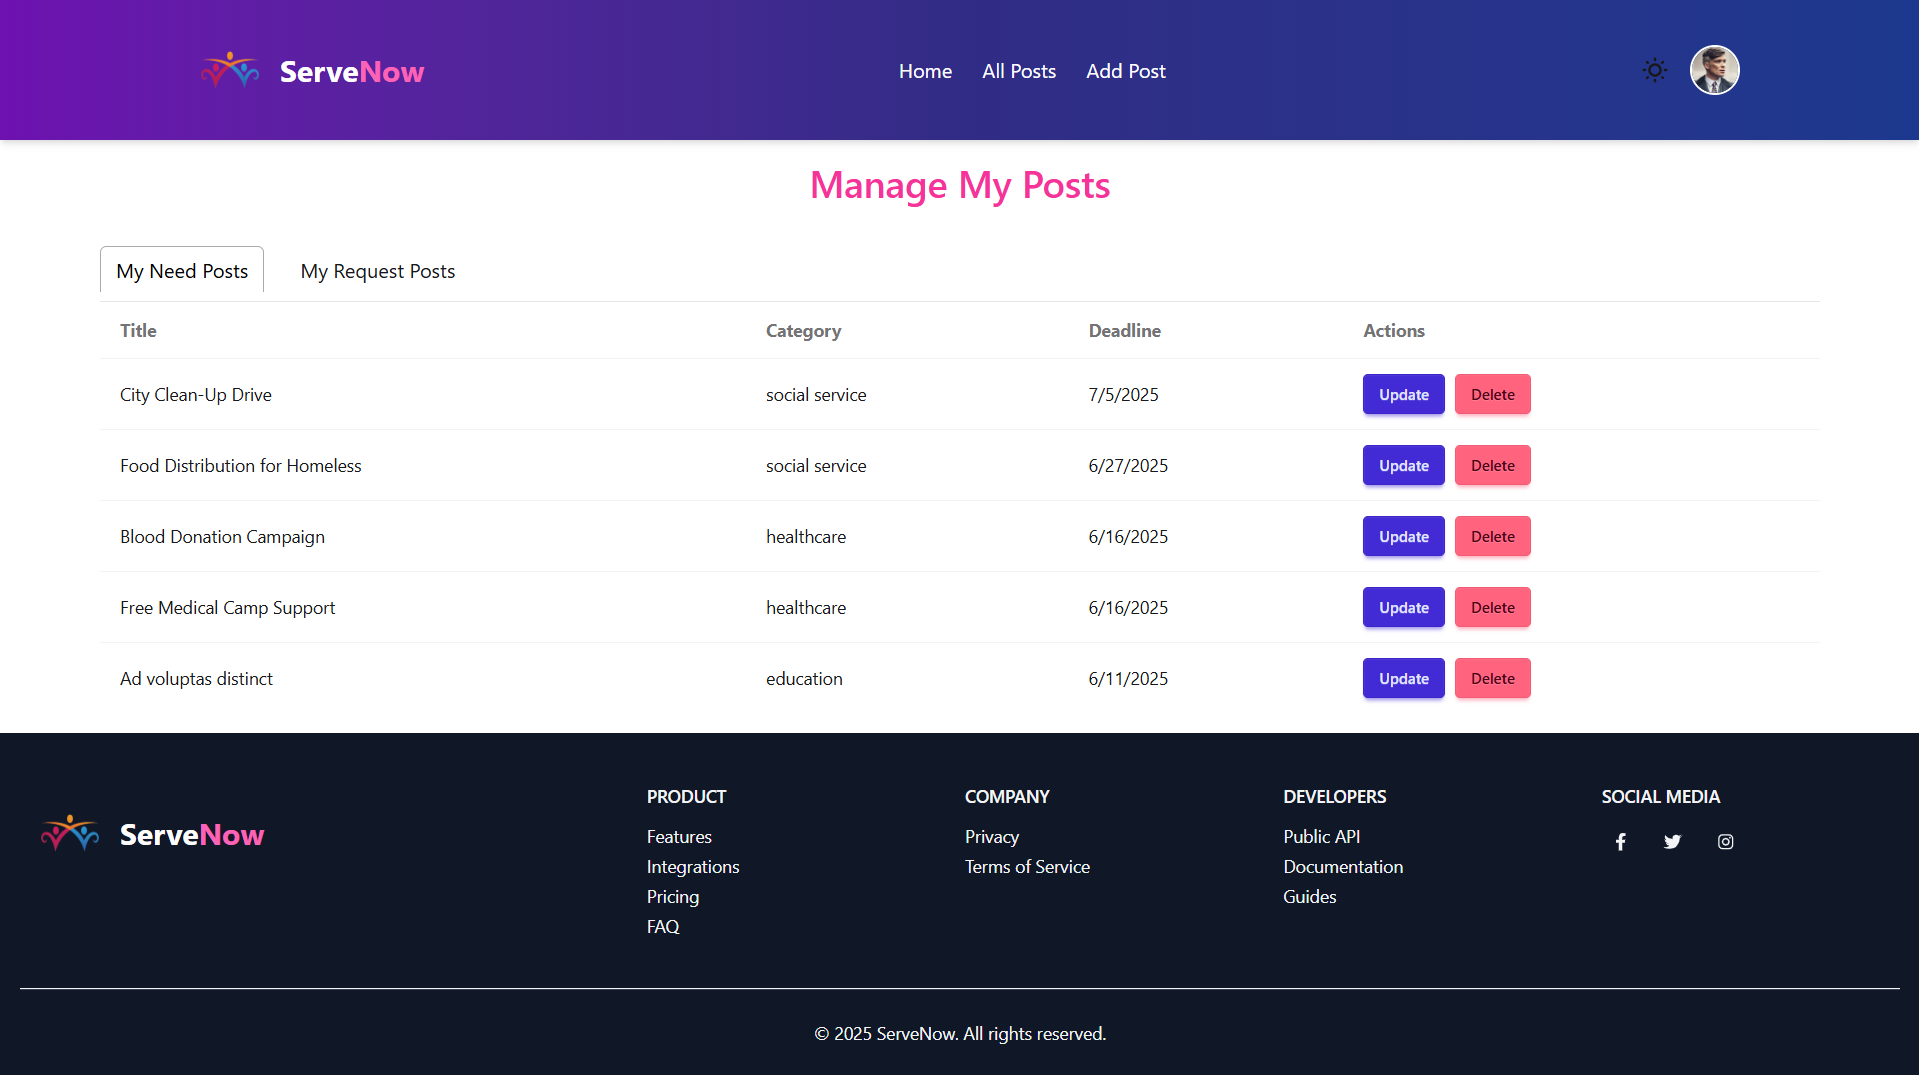 ServeNow
Home All Posts Add Post
Manage My Posts
My Need Posts My Request Posts
Title Category Deadline Actions
City Clean-Up Drive social service 7/5/2025 Update Delete
Food Distribution for Homeless social service 6/27/2025 Update Delete
Blood Donation Campaign healthcare 6/16/2025 Update Delete
Free Medical Camp Support healthcare 6/16/2025 Update Delete
Ad voluptas distinct education 6/11/2025 Update Delete
ServeNow
PRODUCT
Features
Integrations
Pricing
FAQ
COMPANY
Privacy
Terms of Service
DEVELOPERS
Public API
Documentation
Guides
SOCIAL MEDIA
© 2025 ServeNow. All rights reserved.